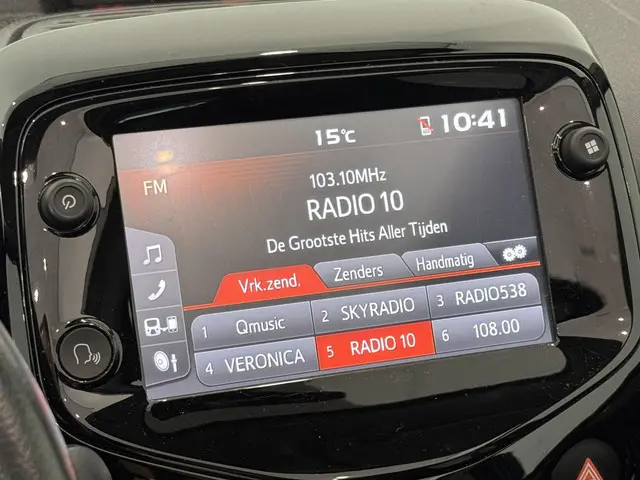 15°C
10:41
FM
103.10MHz
RADIO 10
De Grootste Hits Aller Tijden
Vrk.zend.
Zenders
Handmatig
1 Qmusic
2 SKYRADIO
3 RADIO538
4 VERONICA
5 RADIO 10
6 108.00